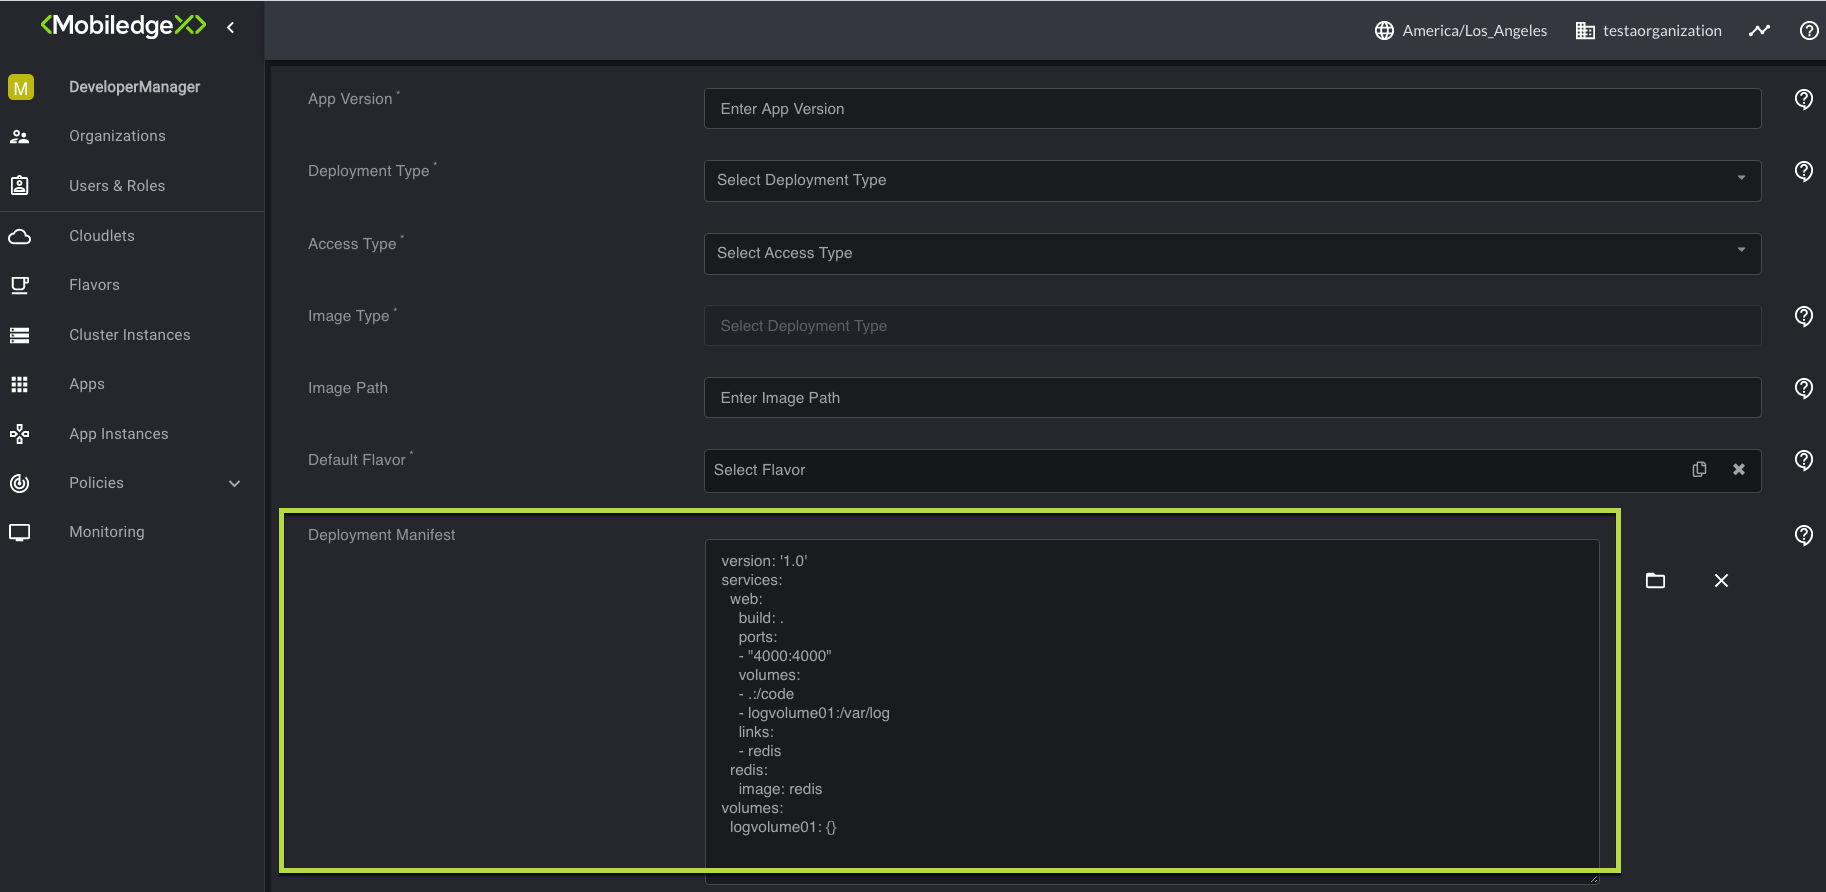 <MobiledgeX>
America/Los_Angeles
testaorganization
M
DeveloperManager
Organizations
Users & Roles
Cloudlets
Flavors
Cluster Instances
Apps
App Instances
Policies
Monitoring
App Version *
Enter App Version
Deployment Type *
Select Deployment Type
Access Type *
Select Access Type
Image Type *
Select Deployment Type
Image Path
Enter Image Path
Default Flavor *
Select Flavor
Deployment Manifest
version: '1.0'
services:
  web:
    build: .
    ports:
    - "4000:4000"
    volumes:
    - .:/code
    - logvolume01:/var/log
    links:
    - redis
  redis:
    image: redis
volumes:
  logvolume01: {}